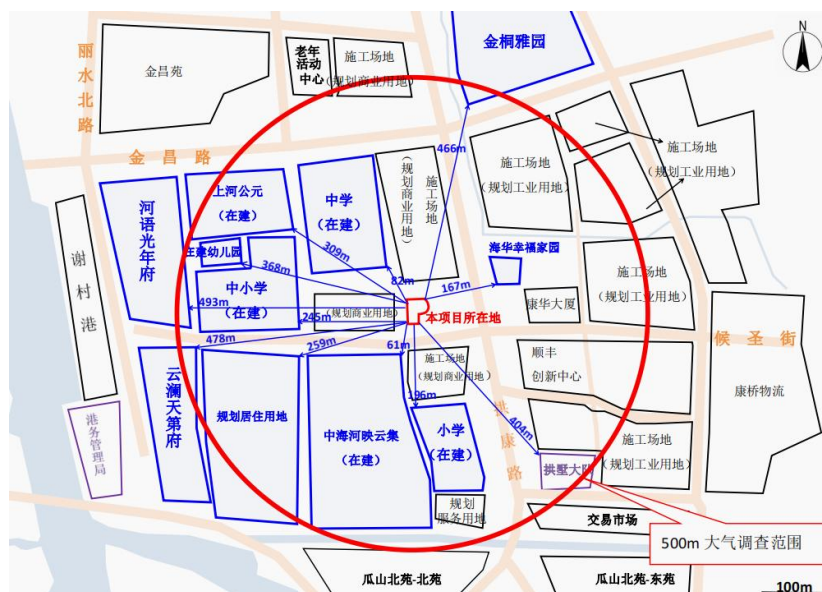 丽水北路
金昌苑
老年
活动
中心
施工场地
(规划商业用地)
金桐雅园
N
金昌路
466m
施工场地
(规划工业用地)
施工场地
(规划工业用地)
河语光年府
上河公元
(在建)
中学
(在建)
施工场地
(规划商业用地)
谢村港
在建幼儿园
309m
368m
82m
海华幸福家园
167m
施工场地
(规划工业用地)
中小学
(在建)
493m
245m
(规划商业用地)
本项目所在地
康华大厦
候圣街
478m
259m
61m
施工场地
(规划商业用地)
顺丰
创新中心
康桥物流
云澜天第府
规划居住用地
中海河映云集
(在建)
196m
小学
(在建)
拱康路
404m
施工场地
(规划工业用地)
港务管理局
拱墅大队
规划
服务用地
交易市场
500m 大气调查范围
瓜山北苑-北苑
瓜山北苑-东苑
100m